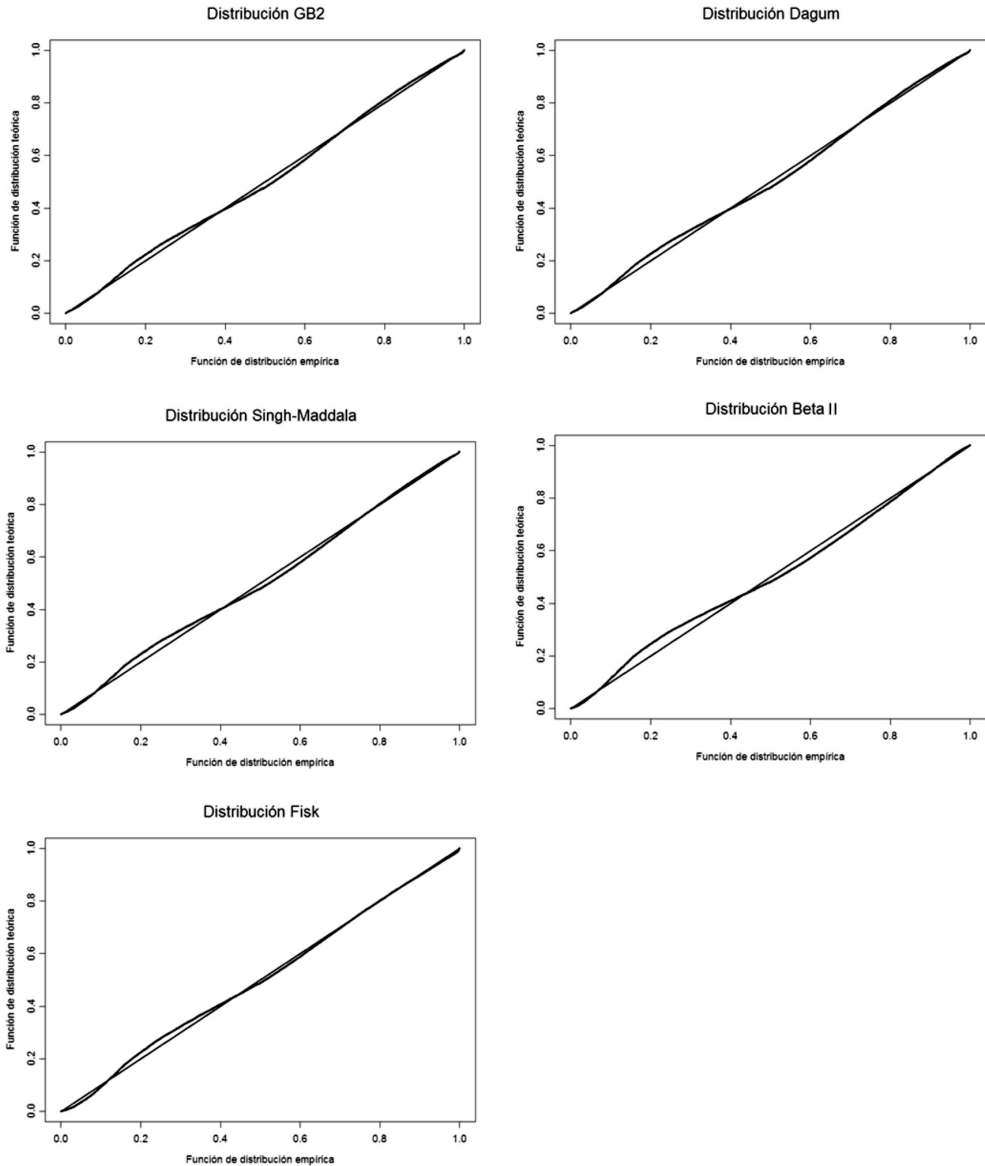 Distribución GB2
Función de distribución teórica
1.0
0.8
0.6
0.4
0.2
0.0
0.0 0.2 0.4 0.6 0.8 1.0
Función de distribución empírica
Distribución Dagum
Función de distribución teórica
1.0
0.8
0.6
0.4
0.2
0.0
0.0 0.2 0.4 0.6 0.8 1.0
Función de distribución empírica
Distribución Singh-Maddala
Función de distribución teórica
1.0
0.8
0.6
0.4
0.2
0.0
0.0 0.2 0.4 0.6 0.8 1.0
Función de distribución empírica
Distribución Beta II
Función de distribución teórica
1.0
0.8
0.6
0.4
0.2
0.0
0.0 0.2 0.4 0.6 0.8 1.0
Función de distribución empírica
Distribución Fisk
Función de distribución teórica
1.0
0.8
0.6
0.4
0.2
0.0
0.0 0.2 0.4 0.6 0.8 1.0
Función de distribución empírica